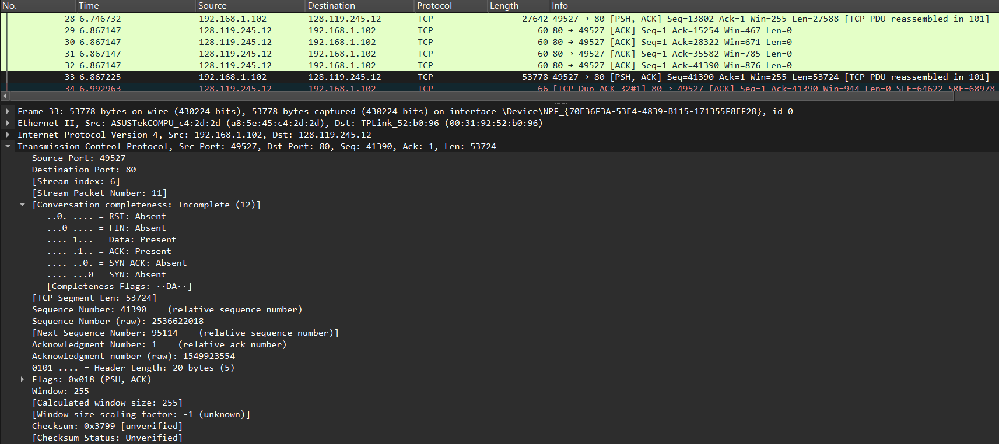 No. Time Source Destination Protocol Length Info
28 6.746732 192.168.1.102 128.119.245.12 TCP 27642 49527 → 80 [PSH, ACK] Seq=13802 Ack=1 Win=255 Len=27588 [TCP PDU reassembled in 101]
29 6.867147 128.119.245.12 192.168.1.102 TCP 60 80 → 49527 [ACK] Seq=1 Ack=15254 Win=467 Len=0
30 6.867147 128.119.245.12 192.168.1.102 TCP 60 80 → 49527 [ACK] Seq=1 Ack=28322 Win=671 Len=0
31 6.867147 128.119.245.12 192.168.1.102 TCP 60 80 → 49527 [ACK] Seq=1 Ack=35582 Win=785 Len=0
32 6.867147 128.119.245.12 192.168.1.102 TCP 60 80 → 49527 [ACK] Seq=1 Ack=41390 Win=876 Len=0
33 6.867225 192.168.1.102 128.119.245.12 TCP 53778 49527 → 80 [PSH, ACK] Seq=41390 Ack=1 Win=255 Len=53724 [TCP PDU reassembled in 101]
34 6.992963 128.119.245.12 192.168.1.102 TCP 66 [TCP Dup ACK 32#1] 80 → 49527 [ACK] Seq=1 Ack=41390 Win=944 Len=0 SLE=64622 SRE=68978
Frame 33: 53778 bytes on wire (430224 bits), 53778 bytes captured (430224 bits) on interface \Device\NPF_{70E36F3A-53E4-4839-B115-171355F8EF28}, id 0
Ethernet II, Src: ASUSTekCOMPU_c4:2d:2d (a8:5e:45:c4:2d:2d), Dst: TPLink_52:b0:96 (00:31:92:52:b0:96)
Internet Protocol Version 4, Src: 192.168.1.102, Dst: 128.119.245.12
Transmission Control Protocol, Src Port: 49527, Dst Port: 80, Seq: 41390, Ack: 1, Len: 53724
Source Port: 49527
Destination Port: 80
[Stream index: 6]
[Stream Packet Number: 11]
[Conversation completeness: Incomplete (12)]
..0. .... = RST: Absent
...0 .... = FIN: Absent
.... 1... = Data: Present
.... .1.. = ACK: Present
.... ..0. = SYN-ACK: Absent
.... ...0 = SYN: Absent
[Completeness Flags: ··DA··]
[TCP Segment Len: 53724]
Sequence Number: 41390 (relative sequence number)
Sequence Number (raw): 2536622018
[Next Sequence Number: 95114 (relative sequence number)]
Acknowledgment Number: 1 (relative ack number)
Acknowledgment number (raw): 1549923554
0101 .... = Header Length: 20 bytes (5)
Flags: 0x018 (PSH, ACK)
Window: 255
[Calculated window size: 255]
[Window size scaling factor: -1 (unknown)]
Checksum: 0x3799 [unverified]
[Checksum Status: Unverified]